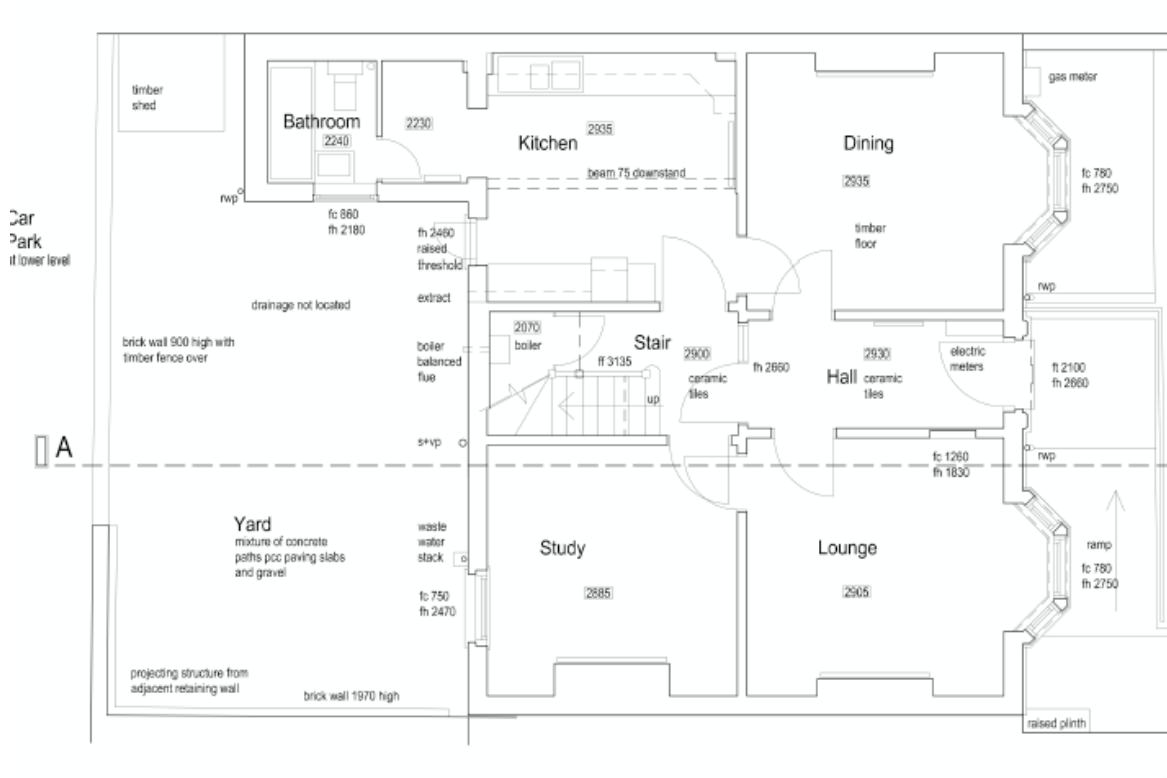 timber
shed
Bathroom
2240
2230
Kitchen
2935
beam 75 downstand
Dining
2935
timber
floor
gas meter
fc 780
fh 2750
rwp
Car
Park
at lower level
rwp
fc 860
fh 2180
fh 2460
raised
threshold
extract
drainage not located
brick wall 900 high with
timber fence over
boiler
balanced
flue
2070
boiler
Stair
ff 3135
up
2900
ceramic
tiles
fh 2660
2930
Hall
ceramic
tiles
electric
meters
ft 2100
fh 2660
A
s+vp
fc 1260
fh 1830
rwp
Yard
mixture of concrete
paths pcc paving slabs
and gravel
waste
water
stack
fc 750
fh 2470
Study
2885
Lounge
2905
ramp
fc 780
fh 2750
projecting structure from
adjacent retaining wall
brick wall 1970 high
raised plinth